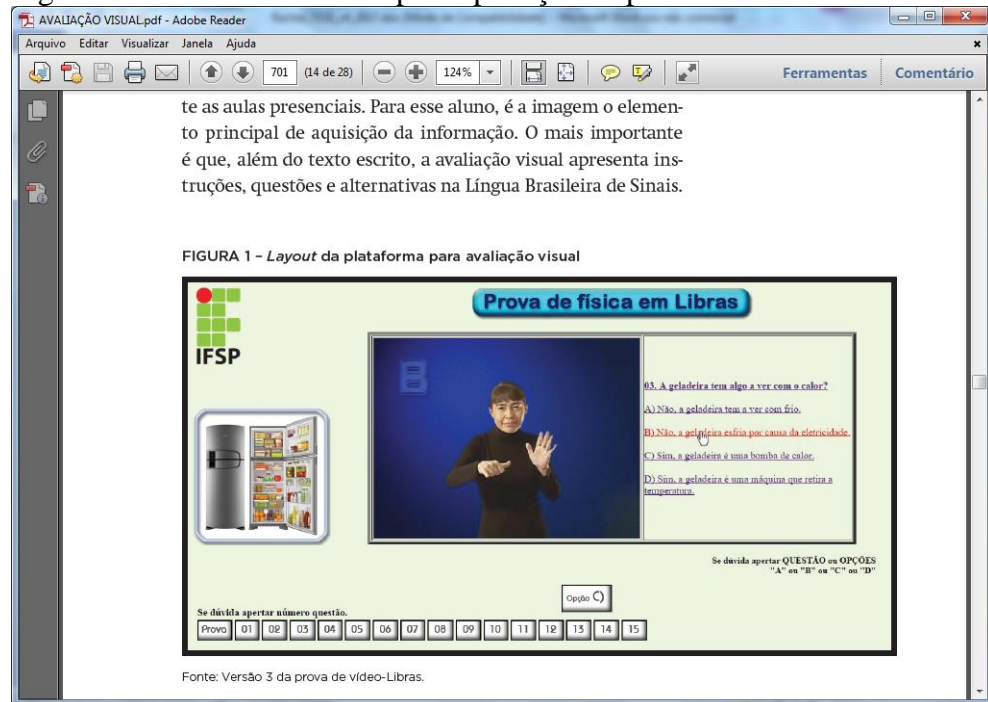 AVALIAÇÃO VISUAL.pdf - Adobe Reader
Arquivo Editar Visualizar Janela Ajuda
701 (14 de 28) 124% Ferramentas Comentário
te as aulas presenciais. Para esse aluno, é a imagem o elemen-
to principal de aquisição da informação. O mais importante
é que, além do texto escrito, a avaliação visual apresenta ins-
truções, questões e alternativas na Língua Brasileira de Sinais.
FIGURA 1 – Layout da plataforma para avaliação visual
Prova de física em Libras
IFSP
B
03. A geladeira tem algo a ver com o calor?
A) Não, a geladeira tem a ver com frio.
B) Não, a geladeira esfria por causa da eletricidade.
C) Sim, a geladeira é uma bomba de calor.
D) Sim, a geladeira é uma máquina que retira a
temperatura.
Se dúvida apertar QUESTÃO ou OPÇÕES
"A" ou "B" ou "C" ou "D"
Opção C)
Se dúvida apertar número questão.
Prova 01 02 03 04 05 06 07 08 09 10 11 12 13 14 15
Fonte: Versão 3 da prova de vídeo-Libras.